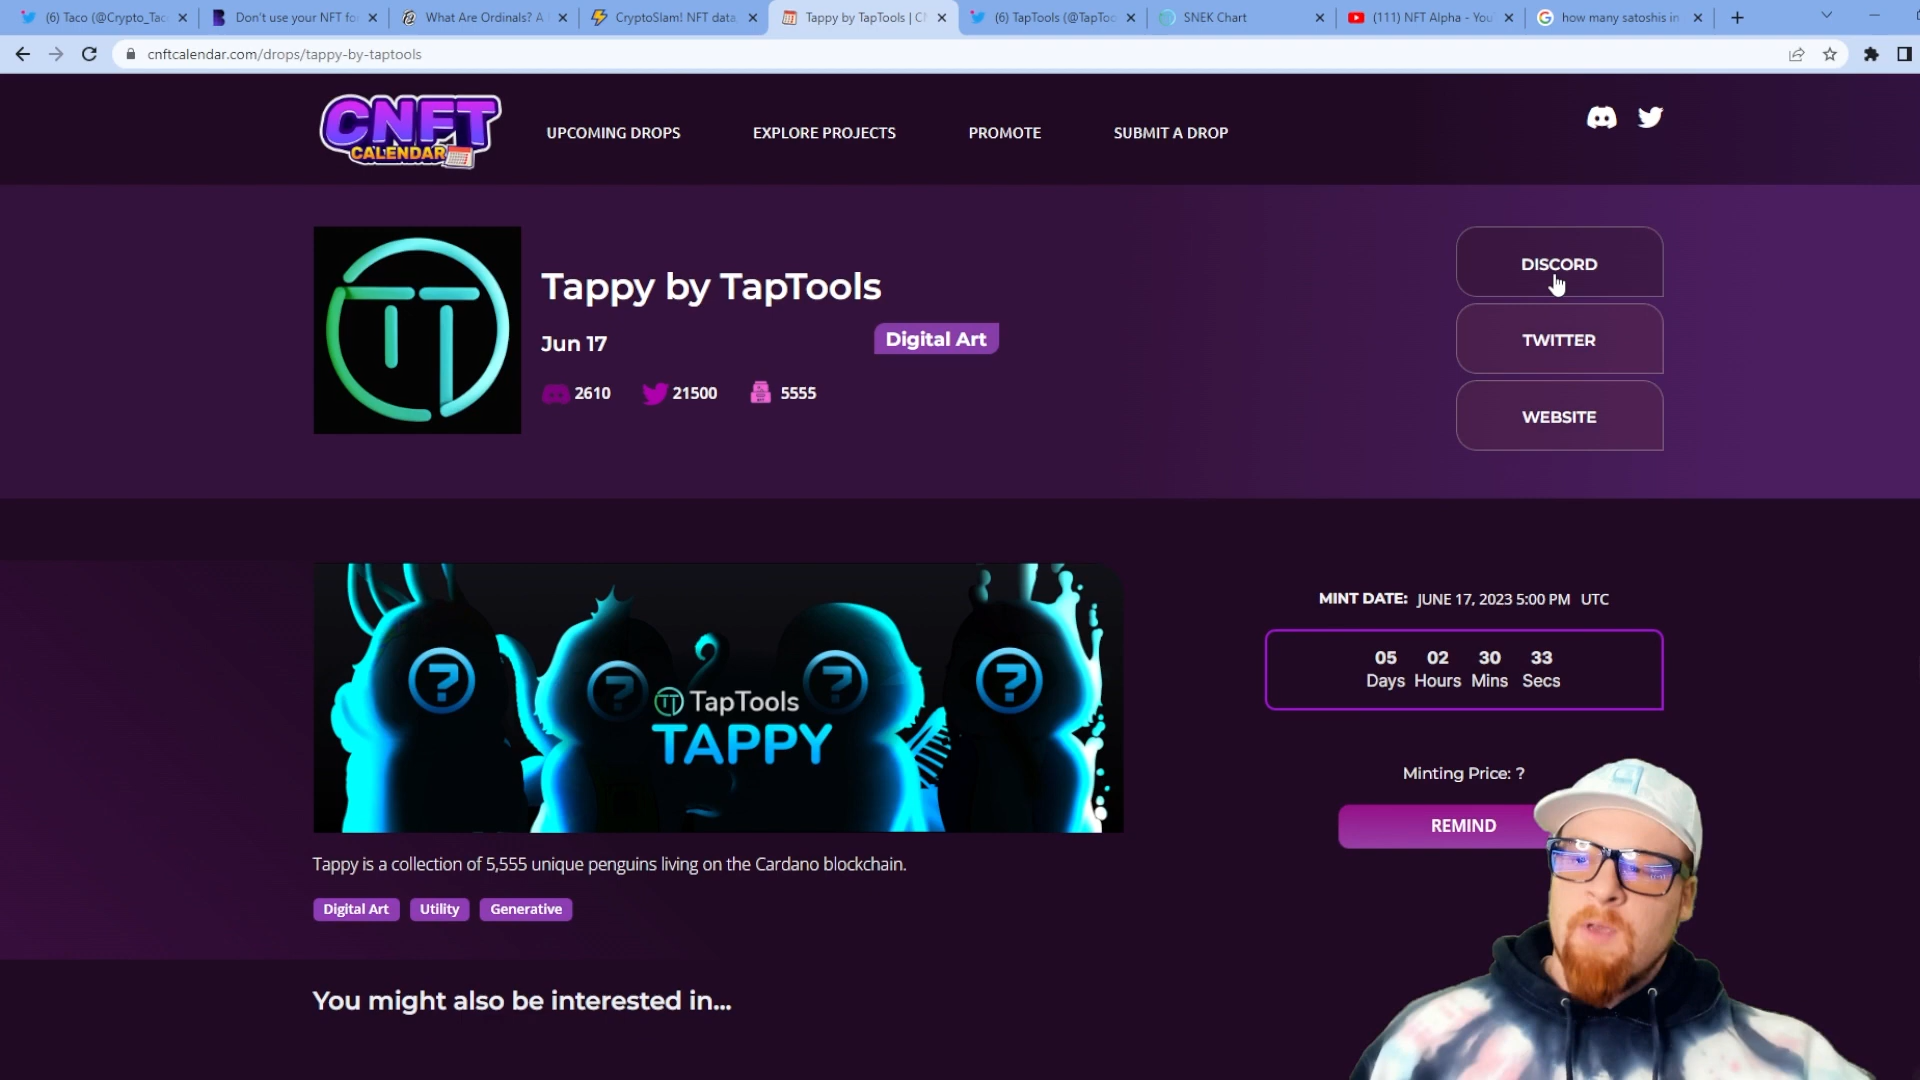 (6) Taco (@Crypto_Tac
Don't use your NFT fo
What Are Ordinals? A
CryptoSlam! NFT data,
Tappy by TapTools | CN
(6) TapTools (@TapToo
SNEK Chart
(111) NFT Alpha - You
how many satoshis in
cnftcalendar.com/drops/tappy-by-taptools
CNFT
CALENDAR
UPCOMING DROPS
EXPLORE PROJECTS
PROMOTE
SUBMIT A DROP
Tappy by TapTools
Jun 17
Digital Art
2610
21500
5555
DISCORD
TWITTER
WEBSITE
TapTools
TAPPY
MINT DATE: JUNE 17, 2023 5:00 PM UTC
05 02 30 33
Days Hours Mins Secs
Minting Price: ?
REMIND
Tappy is a collection of 5,555 unique penguins living on the Cardano blockchain.
Digital Art
Utility
Generative
You might also be interested in...